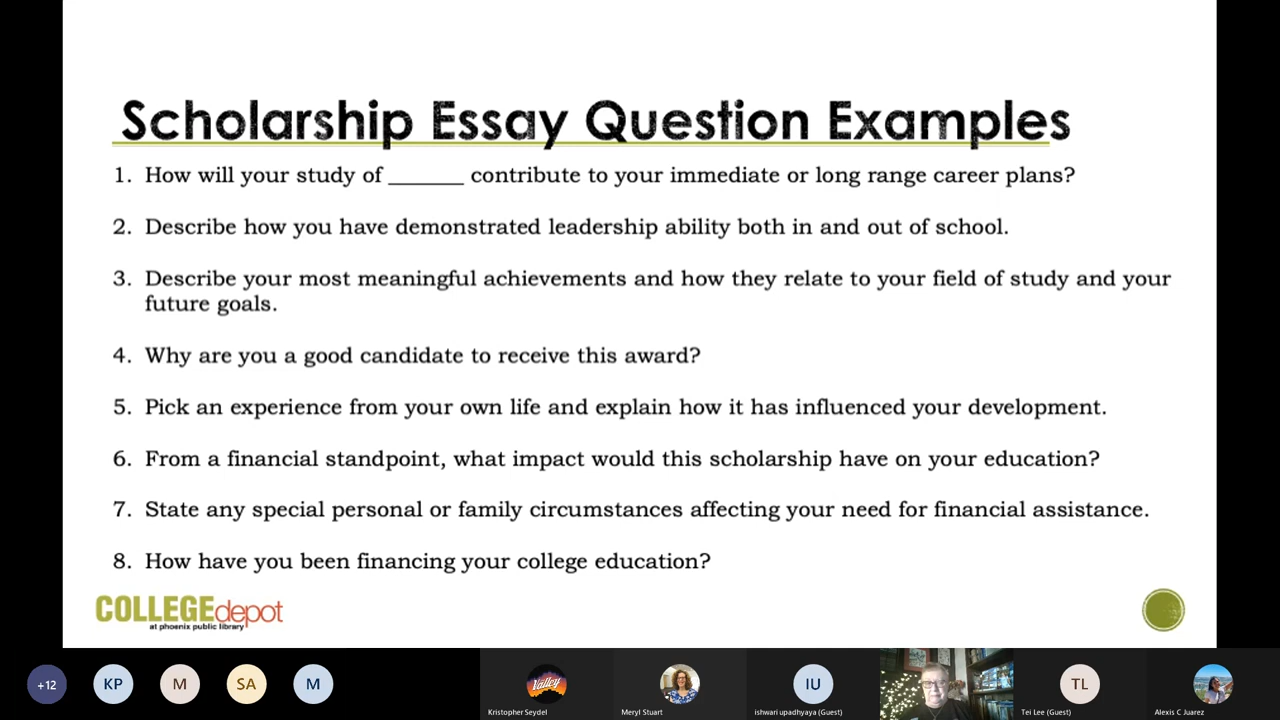 Scholarship Essay Question Examples
1. How will your study of _______ contribute to your immediate or long range career plans?
2. Describe how you have demonstrated leadership ability both in and out of school.
3. Describe your most meaningful achievements and how they relate to your field of study and your
future goals.
4. Why are you a good candidate to receive this award?
5. Pick an experience from your own life and explain how it has influenced your development.
6. From a financial standpoint, what impact would this scholarship have on your education?
7. State any special personal or family circumstances affecting your need for financial assistance.
8. How have you been financing your college education?
COLLEGEdepot
at phoenix public library
+12 KP M SA M Valley IU TL
Kristopher Seydel Meryl Stuart ishwari upadhyaya (Guest) Tei Lee (Guest) Alexis C Juarez